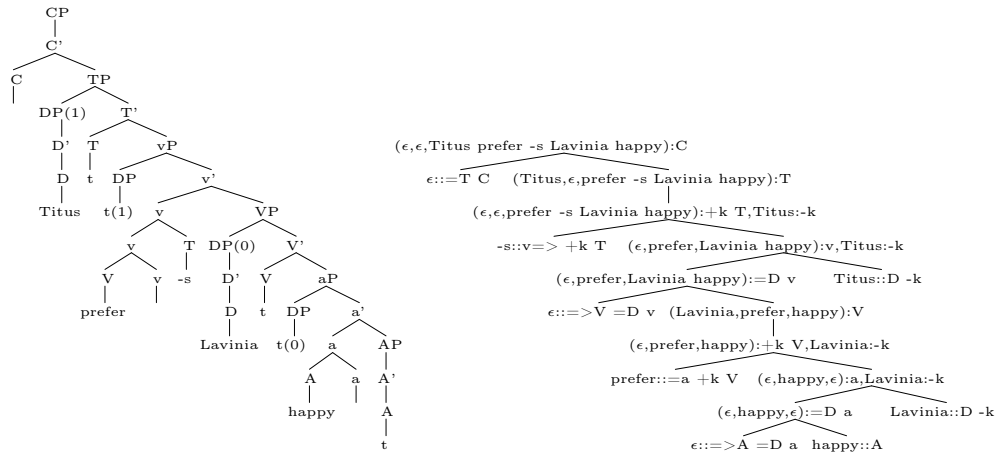 CP
C'
C TP
DP(1) T'
D' T vP (ϵ,ϵ,Titus prefer -s Lavinia happy):C
D t DP v' ϵ::=T C (Titus,ϵ,prefer -s Lavinia happy):T
Titus t(1) v VP (ϵ,ϵ,prefer -s Lavinia happy):+k T,Titus:-k
v T DP(0) V' -s::v=> +k T (ϵ,prefer,Lavinia happy):v,Titus:-k
V v -s D' V aP (ϵ,prefer,Lavinia happy):=D v Titus::D -k
prefer D t DP a' ϵ::=>V =D v (Lavinia,prefer,happy):V
Lavinia t(0) a AP (ϵ,prefer,happy):+k V,Lavinia:-k
A a A' prefer::=a +k V (ϵ,happy,ϵ):a,Lavinia:-k
happy A (ϵ,happy,ϵ):=D a Lavinia::D -k
t ϵ::=>A =D a happy::A